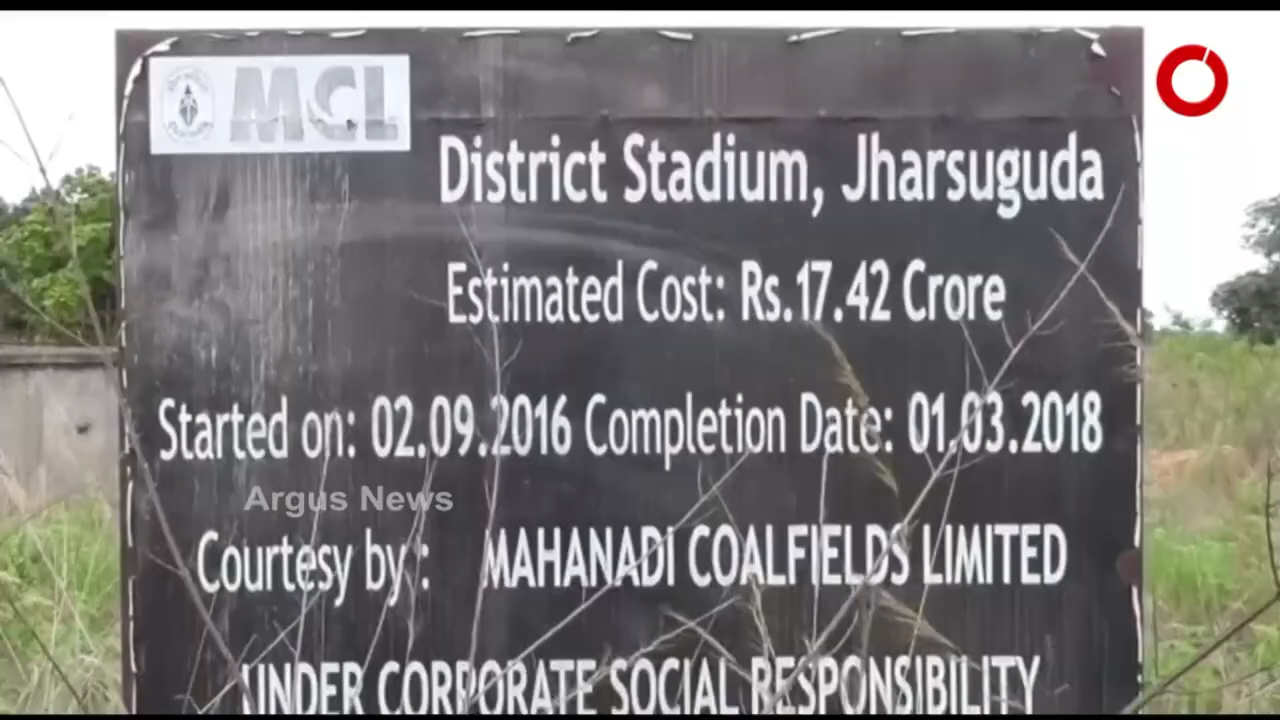 MCL
District Stadium, Jharsuguda
Estimated Cost: Rs.17.42 Crore
Started on: 02.09.2016 Completion Date: 01.03.2018
Argus News
Courtesy by : MAHANADI COALFIELDS LIMITED
UNDER CORPORATE SOCIAL RESPONSIBILITY